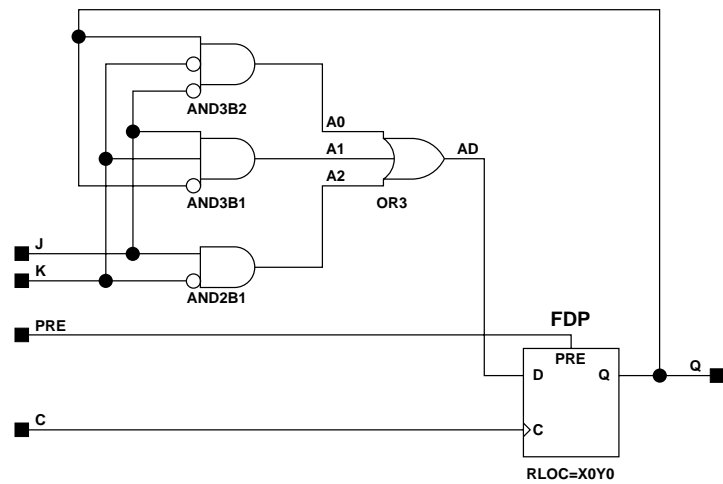 AND3B2
A0
A1
AD
A2
AND3B1
OR3
J
K
AND2B1
PRE
FDP
PRE
D
Q
Q
C
C
RLOC=X0Y0